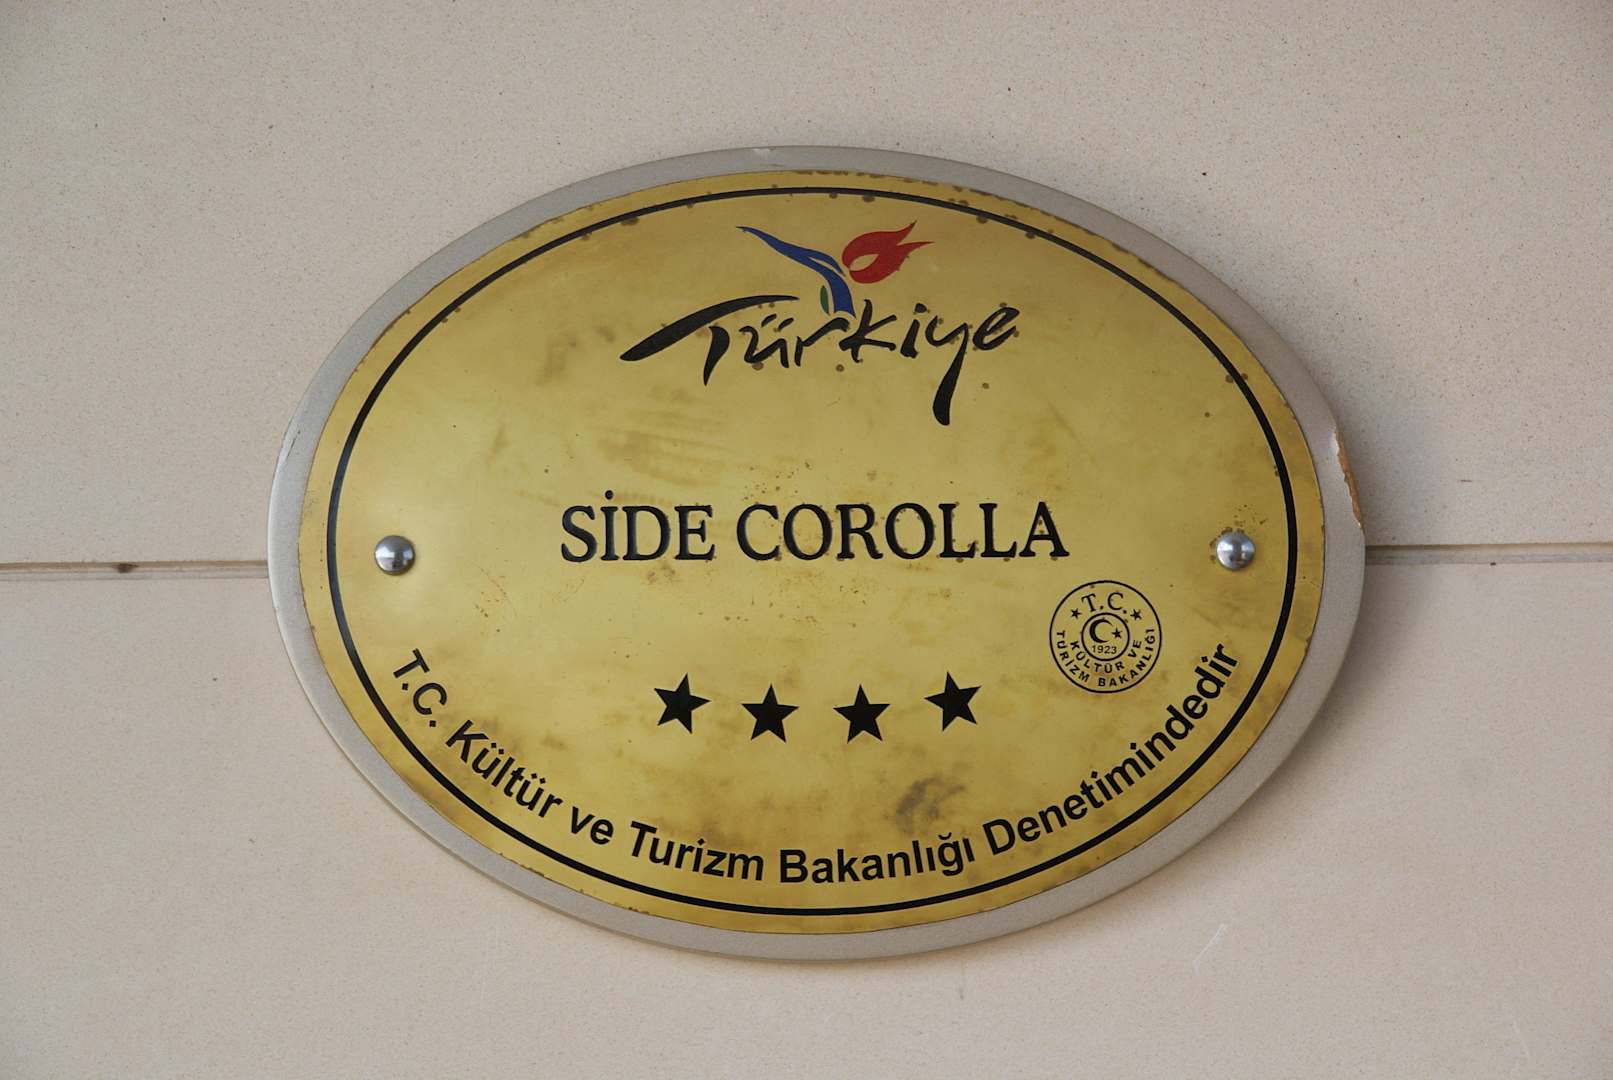 Türkiye
SİDE COROLLA
T.C.
1923
KÜLTÜR VE
TURİZM BAKANLIĞI
T.C. Kültür ve Turizm Bakanlığı Denetimindedir